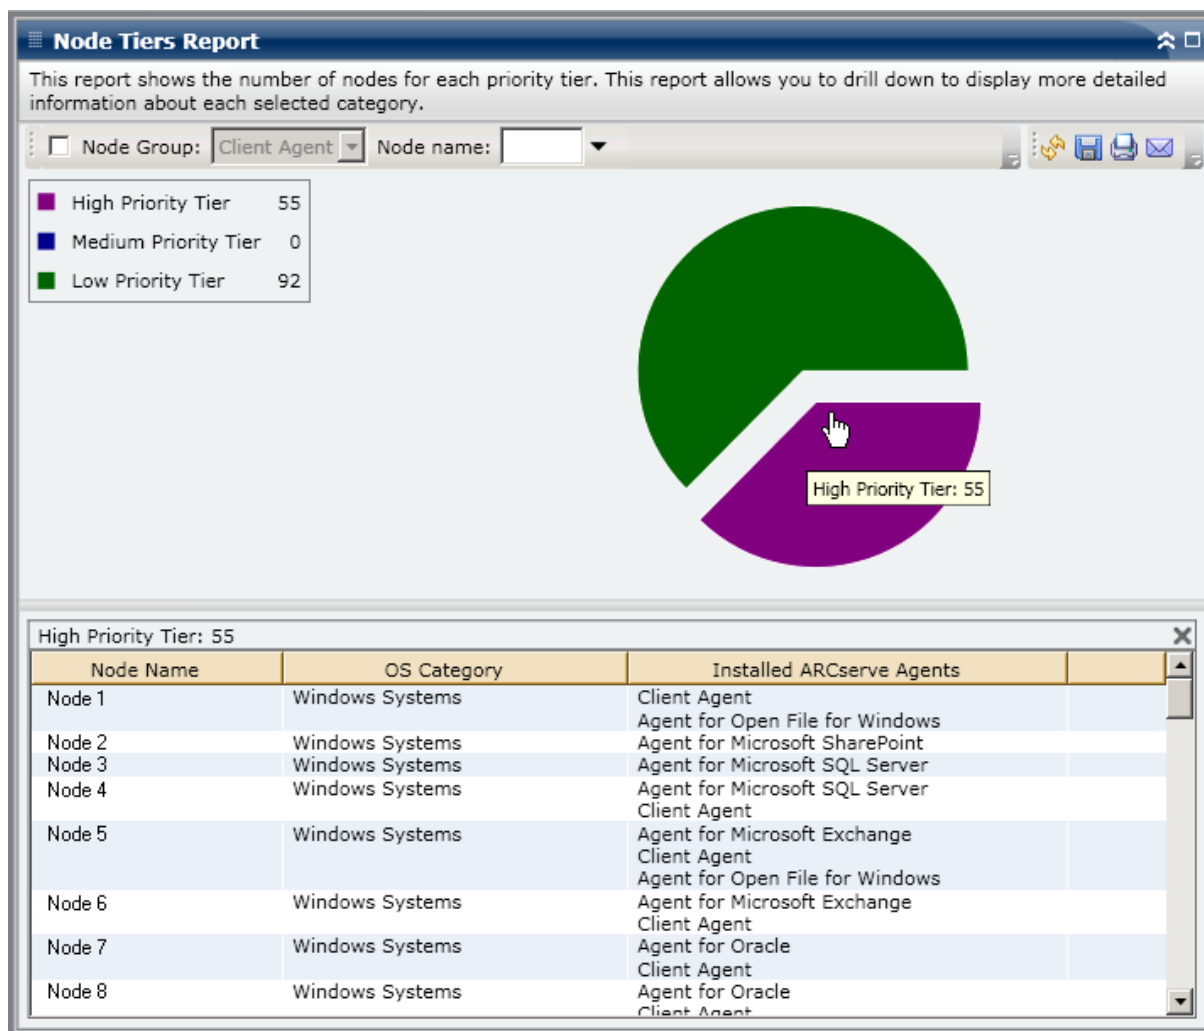 Node Tiers Report
This report shows the number of nodes for each priority tier. This report allows you to drill down to display more detailed
information about each selected category.
Node Group: Client Agent Node name:
High Priority Tier 55
Medium Priority Tier 0
Low Priority Tier 92
High Priority Tier: 55
High Priority Tier: 55
Node Name OS Category Installed ARCserve Agents
Node 1 Windows Systems Client Agent
Agent for Open File for Windows
Node 2 Windows Systems Agent for Microsoft SharePoint
Node 3 Windows Systems Agent for Microsoft SQL Server
Node 4 Windows Systems Agent for Microsoft SQL Server
Client Agent
Node 5 Windows Systems Agent for Microsoft Exchange
Client Agent
Agent for Open File for Windows
Node 6 Windows Systems Agent for Microsoft Exchange
Client Agent
Node 7 Windows Systems Agent for Oracle
Client Agent
Node 8 Windows Systems Agent for Oracle
Client Agent